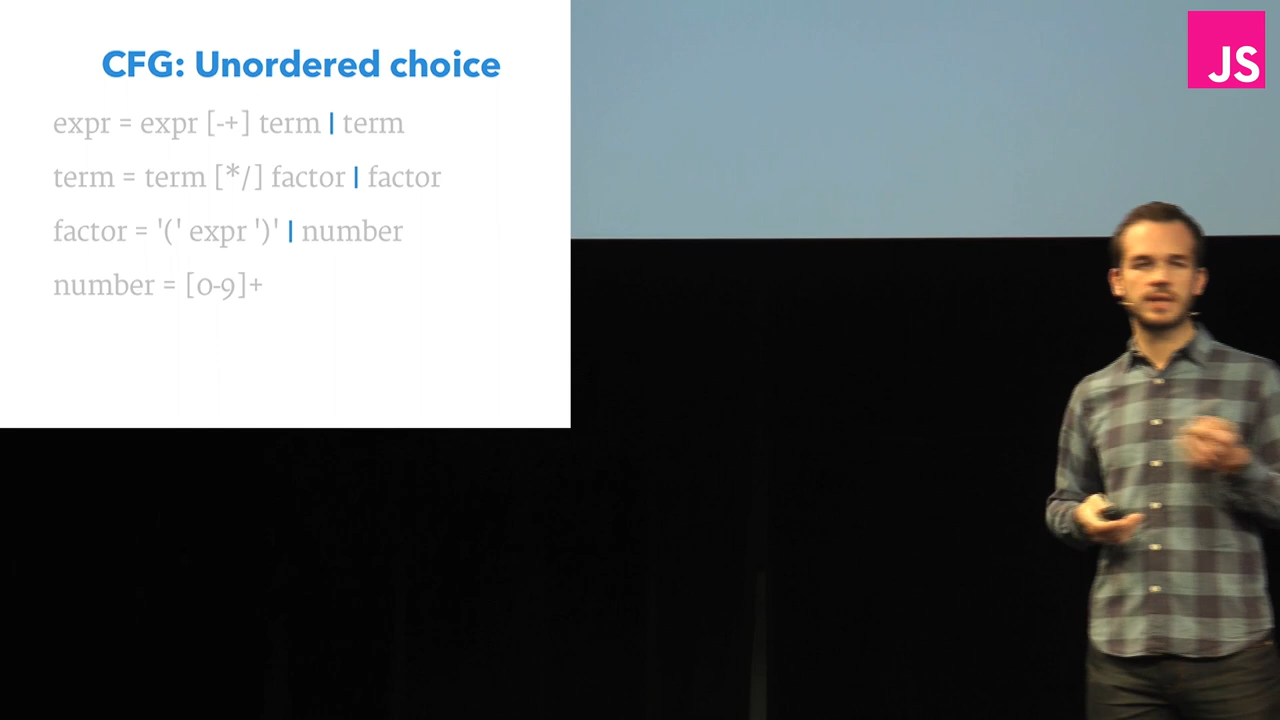 CFG: Unordered choice
expr = expr [-+] term | term
term = term [*/] factor | factor
factor = '(' expr ')' | number
number = [0-9]+
JS